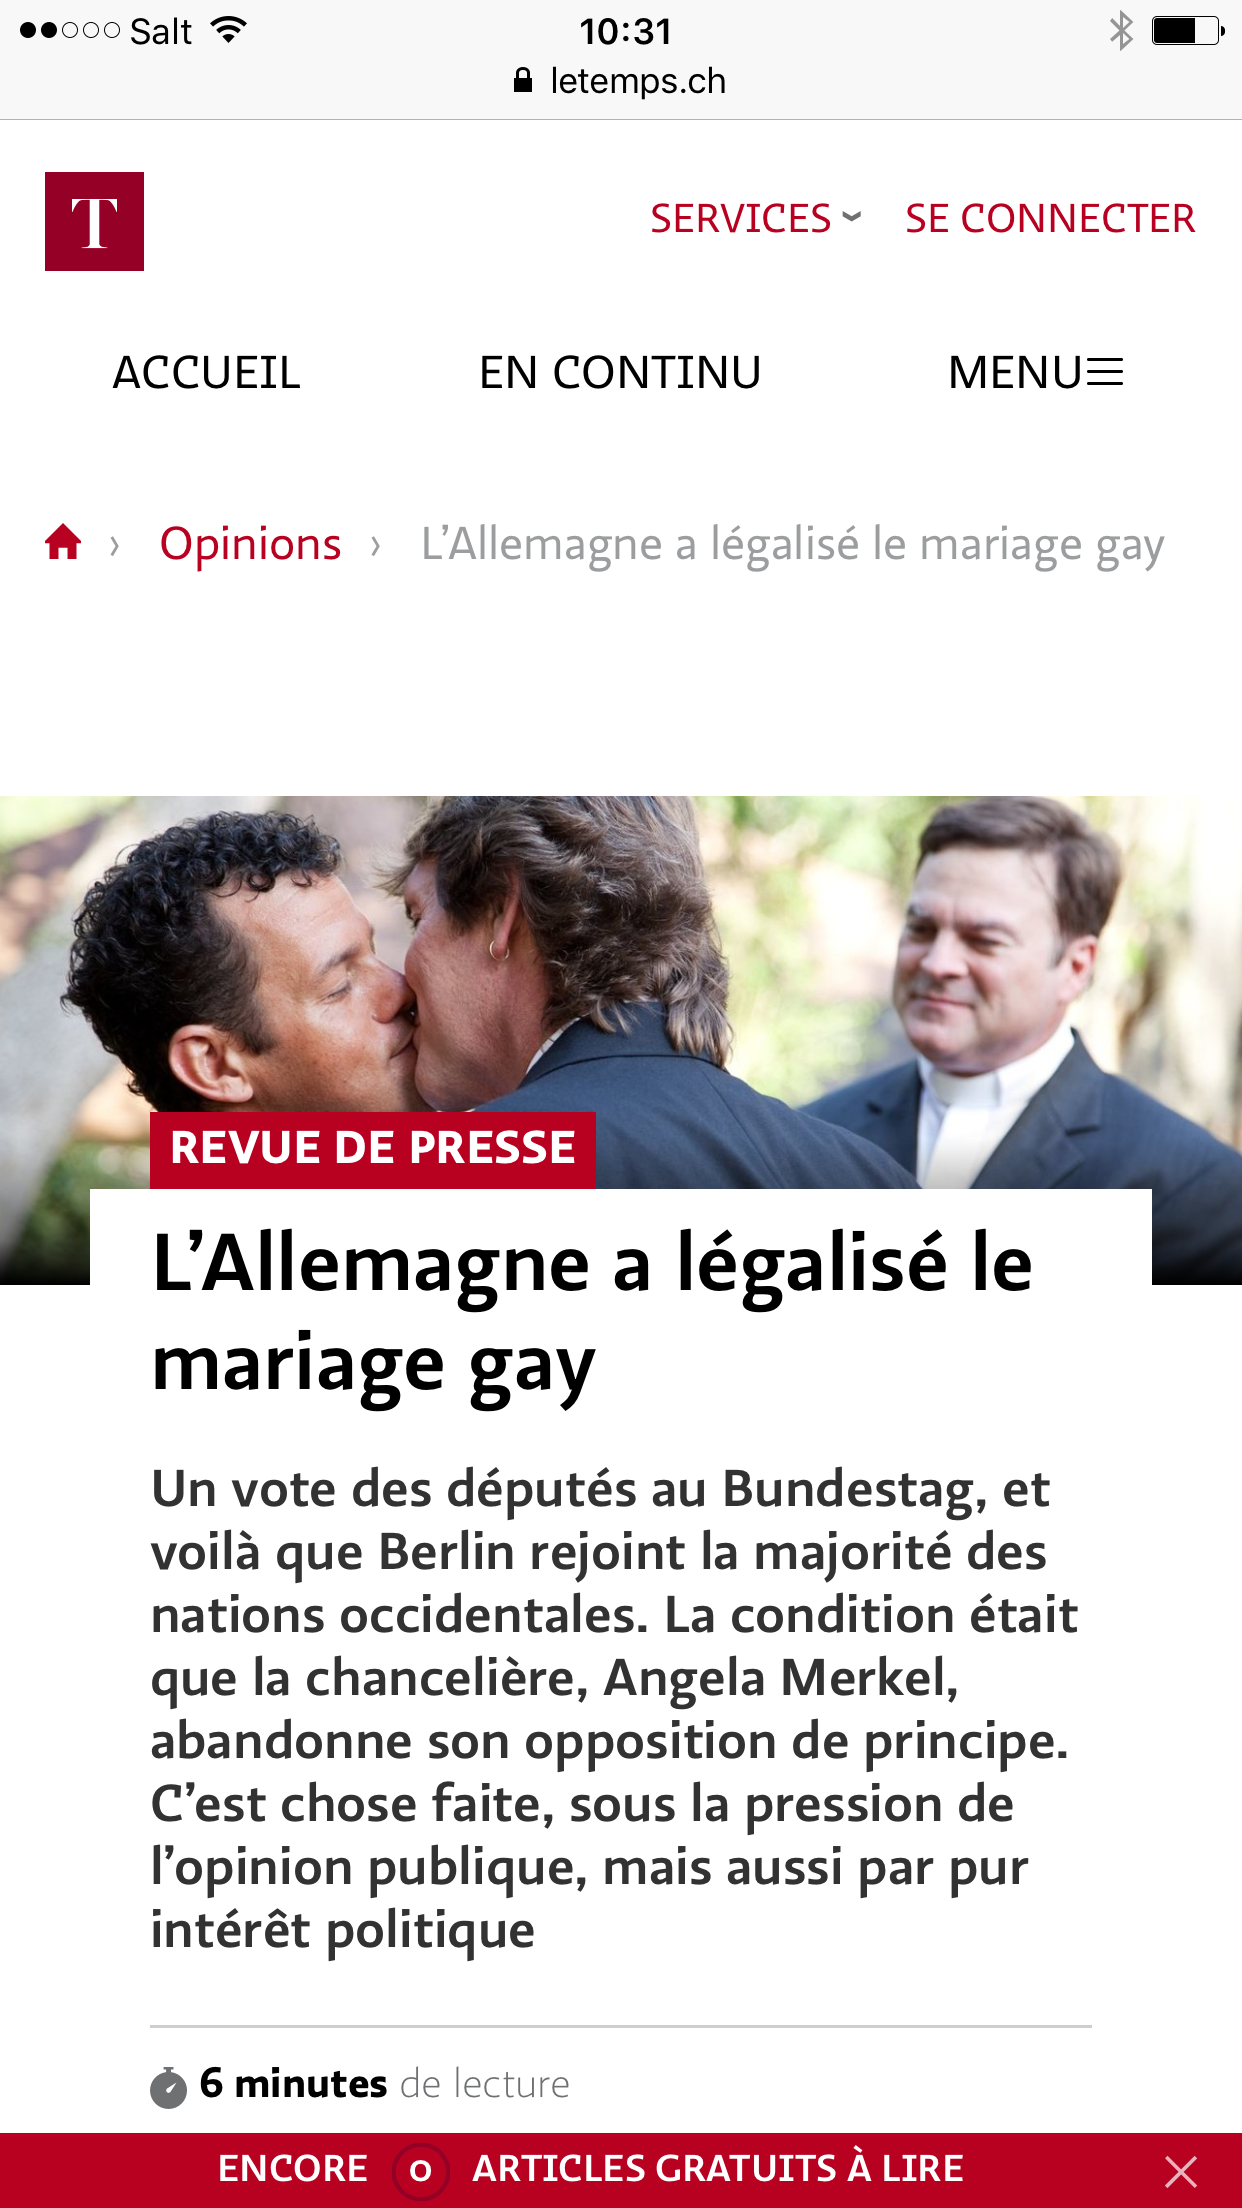 Salt 10:31
letemps.ch
T
SERVICES SE CONNECTER
ACCUEIL EN CONTINU MENU
› Opinions › L’Allemagne a légalisé le mariage gay
REVUE DE PRESSE
L’Allemagne a légalisé le
mariage gay
Un vote des députés au Bundestag, et
voilà que Berlin rejoint la majorité des
nations occidentales. La condition était
que la chancelière, Angela Merkel,
abandonne son opposition de principe.
C’est chose faite, sous la pression de
l’opinion publique, mais aussi par pur
intérêt politique
6 minutes de lecture
ENCORE 0 ARTICLES GRATUITS À LIRE